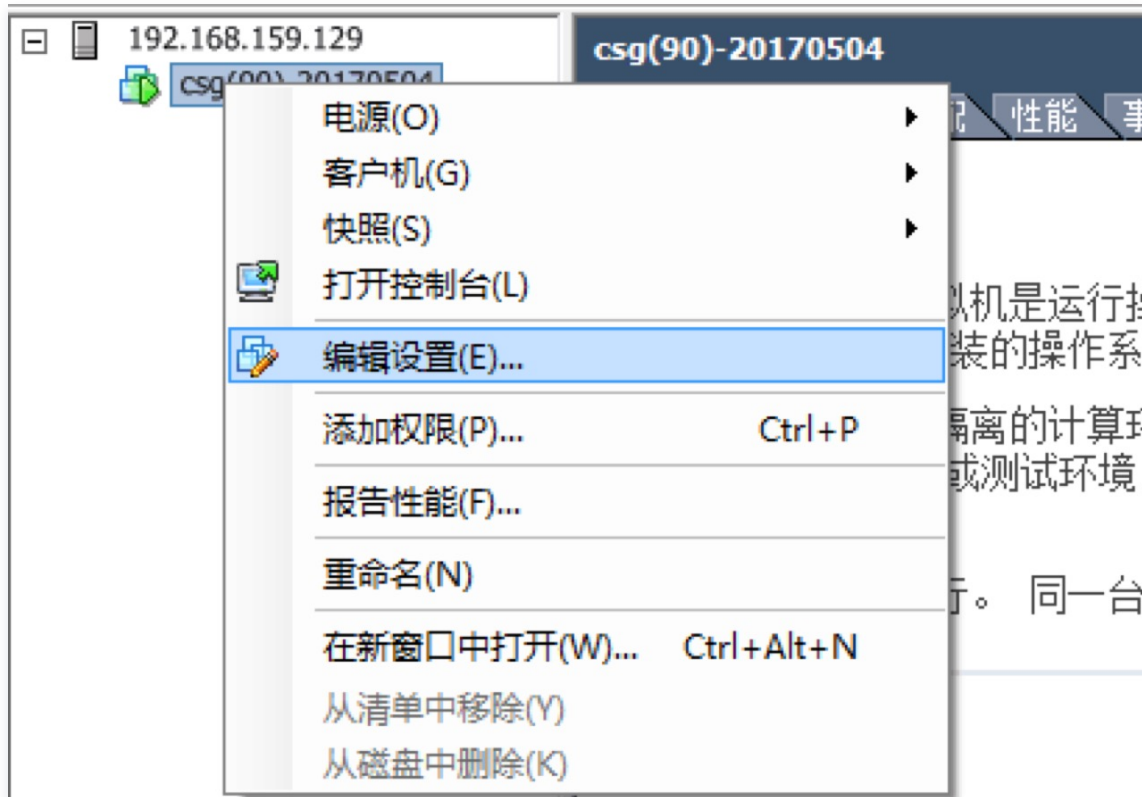 192.168.159.129
csg(90)-20170504
csg(90)-20170504
电源(O)
性能
客户机(G)
快照(S)
打开控制台(L)
机是运行
编辑设置(E)...
装的操作系
添加权限(P)... Ctrl+P
隔离的计算
或测试环境
报告性能(F)...
重命名(N)
行。 同一台
在新窗口中打开(W)... Ctrl+Alt+N
从清单中移除(Y)
从磁盘中删除(K)